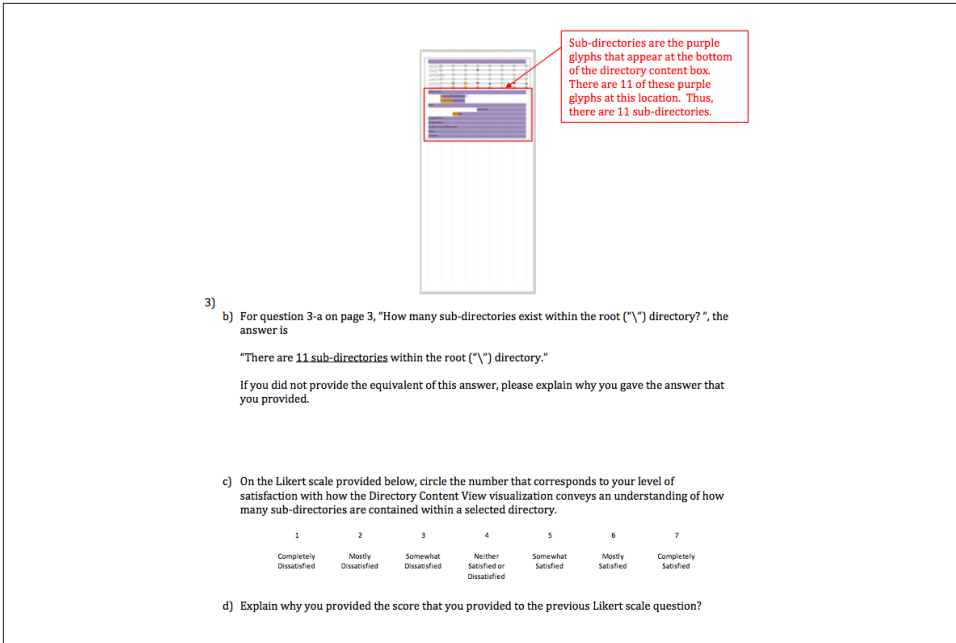 Sub-directories are the purple
glyphs that appear at the bottom
of the directory content box.
There are 11 of these purple
glyphs at this location.  Thus,
there are 11 sub-directories.
3)
b) For question 3-a on page 3, “How many sub-directories exist within the root (“\”) directory? ”, the
answer is
“There are 11 sub-directories within the root (“\”) directory.”
If you did not provide the equivalent of this answer, please explain why you gave the answer that
you provided.
c) On the Likert scale provided below, circle the number that corresponds to your level of
satisfaction with how the Directory Content View visualization conveys an understanding of how
many sub-directories are contained within a selected directory.
1 2 3 4 5 6 7
Completely Mostly Somewhat Neither Somewhat Mostly Completely
Dissatisfied Dissatisfied Dissatisfied Satisfied or Satisfied Satisfied Satisfied
Dissatisfied
d) Explain why you provided the score that you provided to the previous Likert scale question?